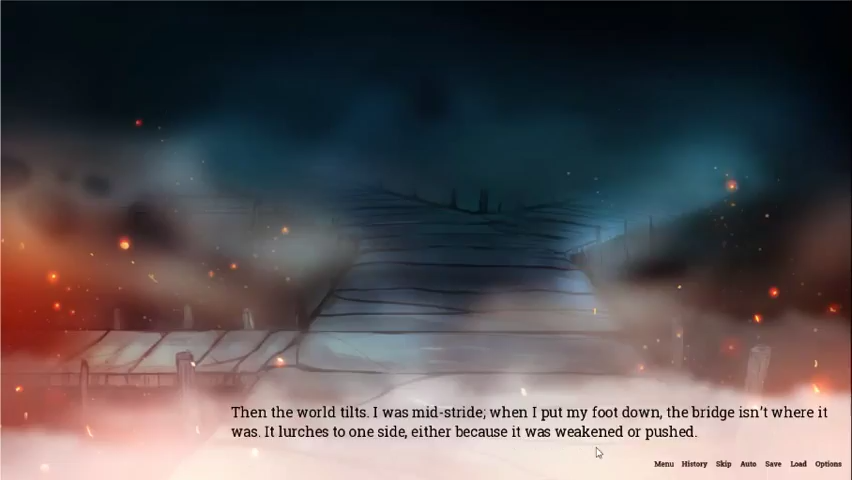 Then the world tilts. I was mid-stride; when I put my foot down, the bridge isn't where it
was. It lurches to one side, either because it was weakened or pushed.
Menu History Skip Auto Save Load Options